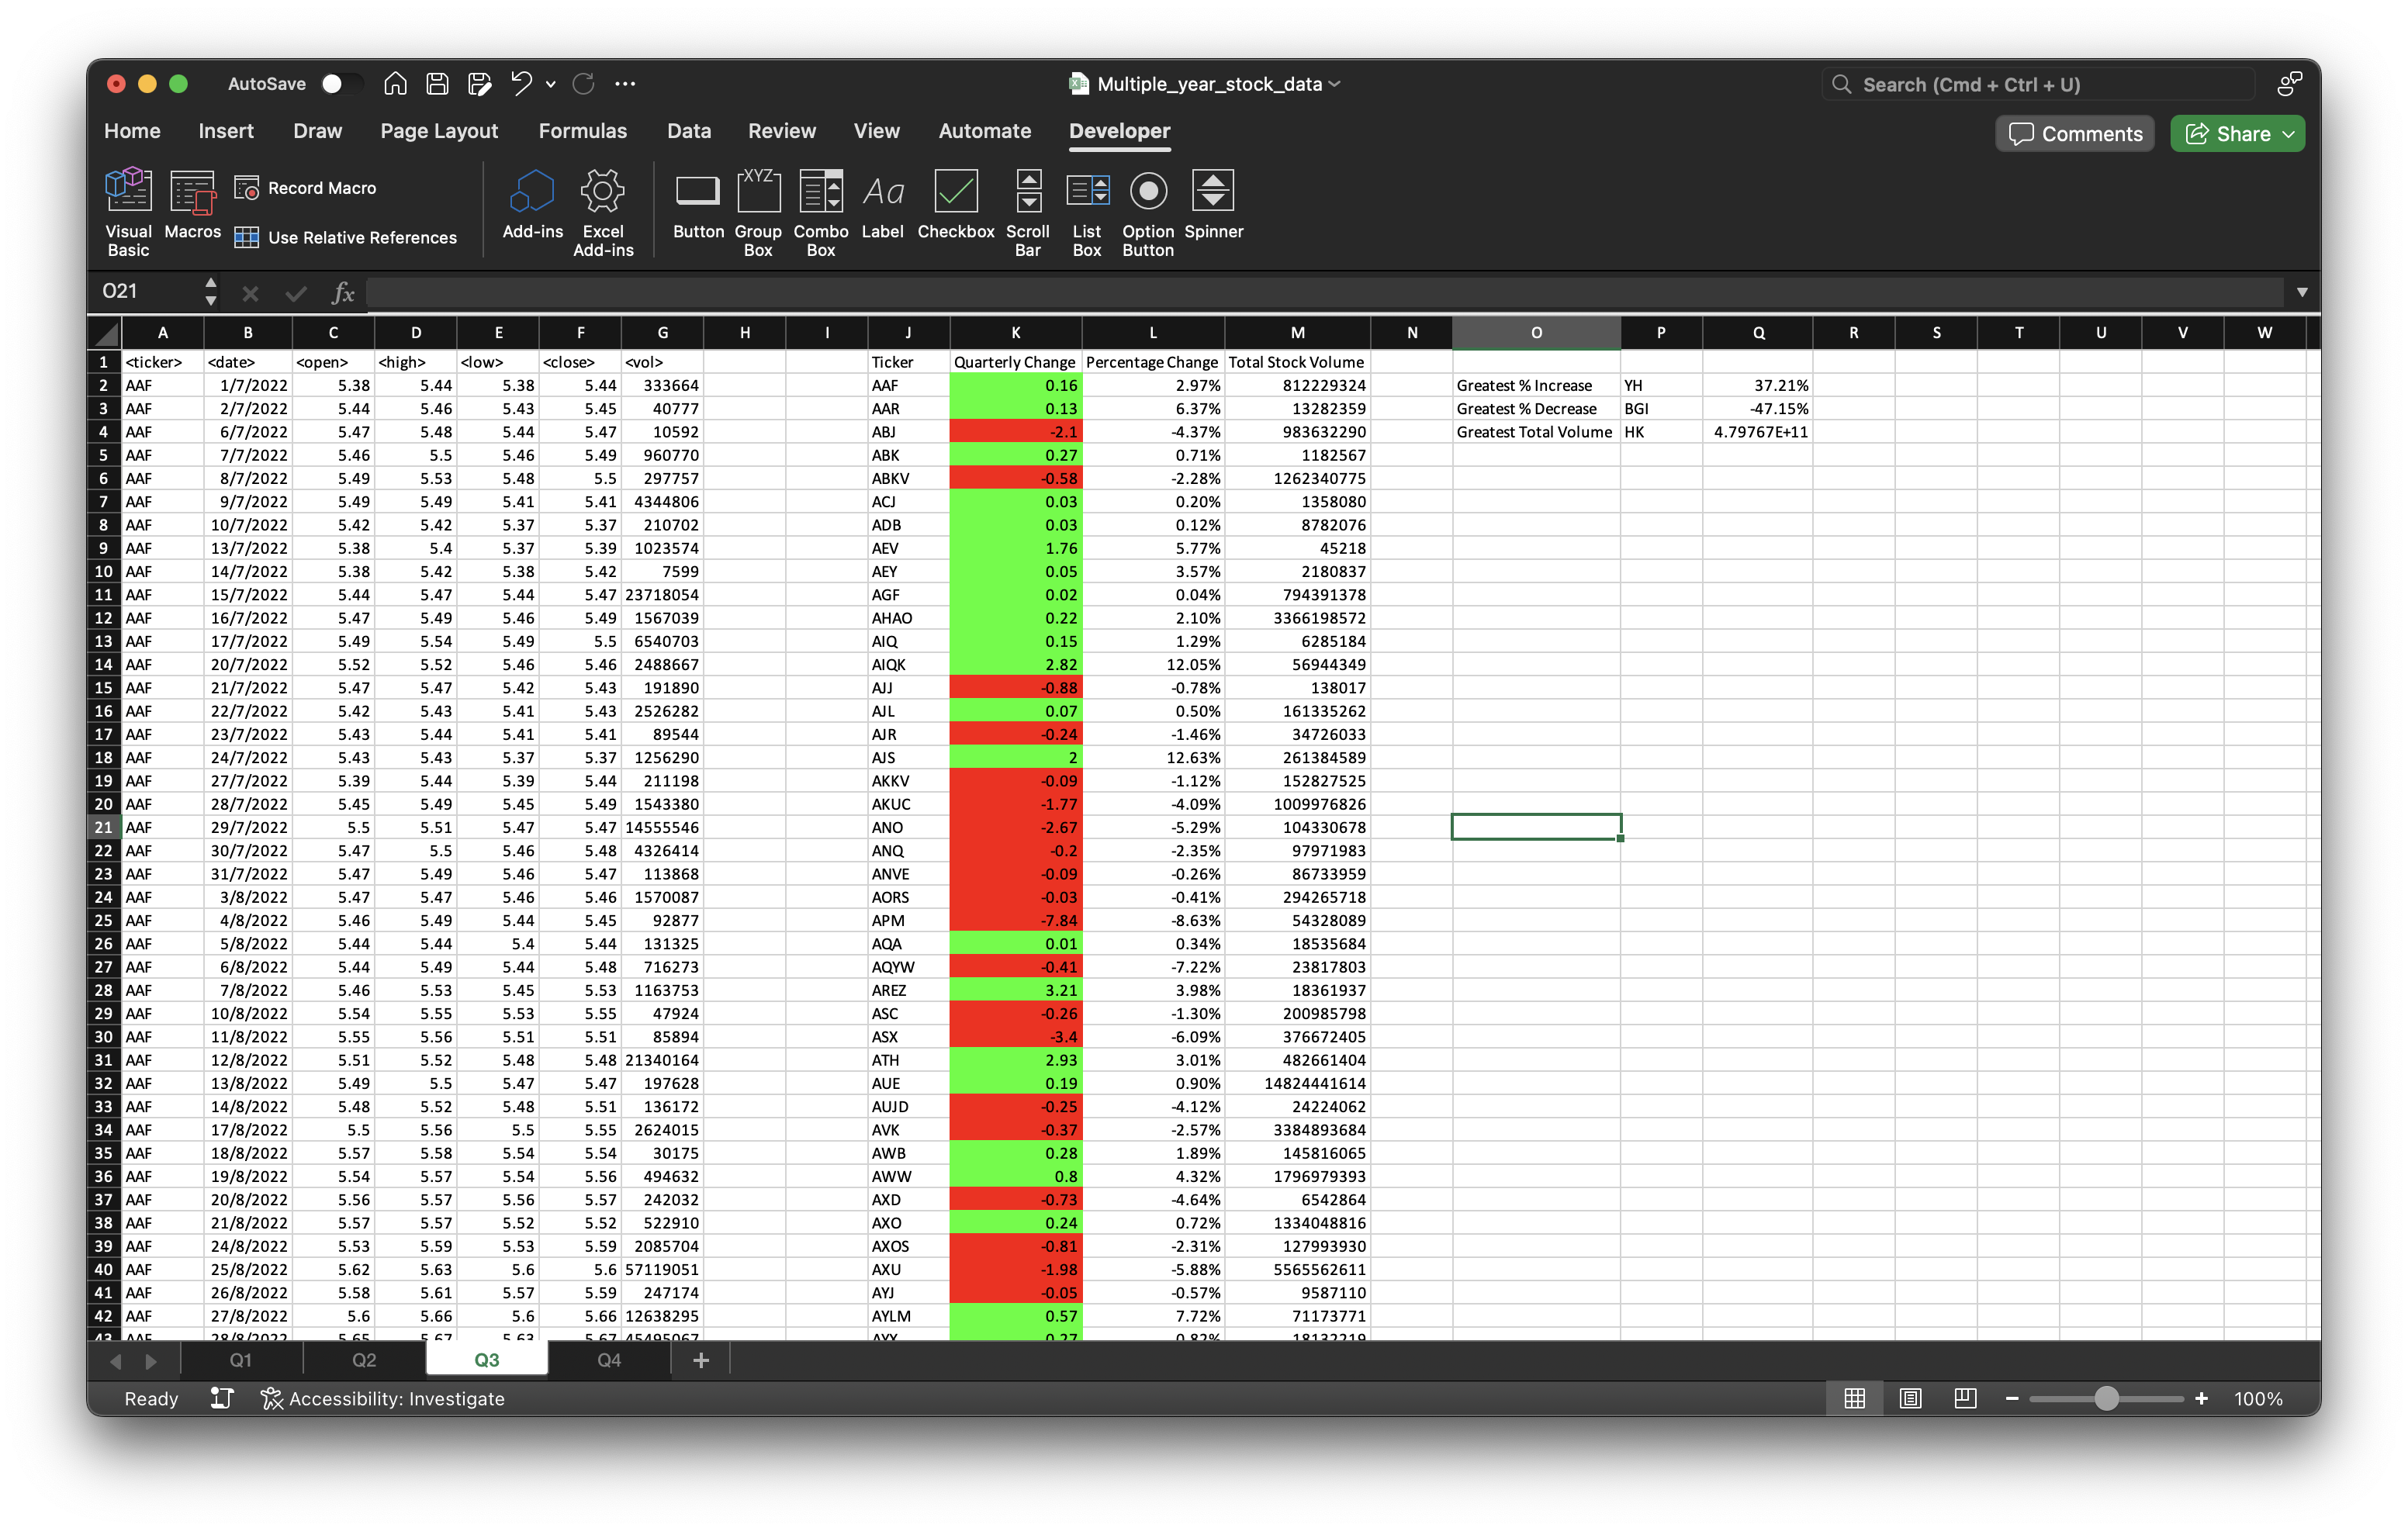 AutoSave
Multiple_year_stock_data
Search (Cmd + Ctrl + U)
Home Insert Draw Page Layout Formulas Data Review View Automate Developer
Comments Share
Visual Basic Macros Record Macro Use Relative References Add-ins Excel Add-ins Button XYZ Group Box Combo Box Aa Label Checkbox Scroll Bar List Box Option Button Spinner
O21 fx
A B C D E F G H I J K L M N O P Q R S T U V W
1 <ticker> <date> <open> <high> <low> <close> <vol> Ticker Quarterly Change Percentage Change Total Stock Volume
2 AAF 1/7/2022 5.38 5.44 5.38 5.44 333664 AAF 0.16 2.97% 812229324 Greatest % Increase YH 37.21%
3 AAF 2/7/2022 5.44 5.46 5.43 5.45 40777 AAR 0.13 6.37% 13282359 Greatest % Decrease BGI -47.15%
4 AAF 6/7/2022 5.47 5.48 5.44 5.47 10592 ABJ -2.1 -4.37% 983632290 Greatest Total Volume HK 4.79767E+11
5 AAF 7/7/2022 5.46 5.5 5.46 5.49 960770 ABK 0.27 0.71% 1182567
6 AAF 8/7/2022 5.49 5.53 5.48 5.5 297757 ABKV -0.58 -2.28% 1262340775
7 AAF 9/7/2022 5.49 5.49 5.41 5.41 4344806 ACJ 0.03 0.20% 1358080
8 AAF 10/7/2022 5.42 5.42 5.37 5.37 210702 ADB 0.03 0.12% 8782076
9 AAF 13/7/2022 5.38 5.4 5.37 5.39 1023574 AEV 1.76 5.77% 45218
10 AAF 14/7/2022 5.38 5.42 5.38 5.42 7599 AEY 0.05 3.57% 2180837
11 AAF 15/7/2022 5.44 5.47 5.44 5.47 23718054 AGF 0.02 0.04% 794391378
12 AAF 16/7/2022 5.47 5.49 5.46 5.49 1567039 AHAO 0.22 2.10% 3366198572
13 AAF 17/7/2022 5.49 5.54 5.49 5.5 6540703 AIQ 0.15 1.29% 6285184
14 AAF 20/7/2022 5.52 5.52 5.46 5.46 2488667 AIQK 2.82 12.05% 56944349
15 AAF 21/7/2022 5.47 5.47 5.42 5.43 191890 AJJ -0.88 -0.78% 138017
16 AAF 22/7/2022 5.42 5.43 5.41 5.43 2526282 AJL 0.07 0.50% 161335262
17 AAF 23/7/2022 5.43 5.44 5.41 5.41 89544 AJR -0.24 -1.46% 34726033
18 AAF 24/7/2022 5.43 5.43 5.37 5.37 1256290 AJS 2 12.63% 261384589
19 AAF 27/7/2022 5.39 5.44 5.39 5.44 211198 AKKV -0.09 -1.12% 152827525
20 AAF 28/7/2022 5.45 5.49 5.45 5.49 1543380 AKUC -1.77 -4.09% 1009976826
21 AAF 29/7/2022 5.5 5.51 5.47 5.47 14555546 ANO -2.67 -5.29% 104330678
22 AAF 30/7/2022 5.47 5.5 5.46 5.48 4326414 ANQ -0.2 -2.35% 97971983
23 AAF 31/7/2022 5.47 5.49 5.46 5.47 113868 ANVE -0.09 -0.26% 86733959
24 AAF 3/8/2022 5.47 5.47 5.46 5.46 1570087 AORS -0.03 -0.41% 294265718
25 AAF 4/8/2022 5.46 5.49 5.44 5.45 92877 APM -7.84 -8.63% 54328089
26 AAF 5/8/2022 5.44 5.44 5.4 5.44 131325 AQA 0.01 0.34% 18535684
27 AAF 6/8/2022 5.44 5.49 5.44 5.48 716273 AQYW -0.41 -7.22% 23817803
28 AAF 7/8/2022 5.46 5.53 5.45 5.53 1163753 AREZ 3.21 3.98% 18361937
29 AAF 10/8/2022 5.54 5.55 5.53 5.55 47924 ASC -0.26 -1.30% 200985798
30 AAF 11/8/2022 5.55 5.56 5.51 5.51 85894 ASX -3.4 -6.09% 376672405
31 AAF 12/8/2022 5.51 5.52 5.48 5.48 21340164 ATH 2.93 3.01% 482661404
32 AAF 13/8/2022 5.49 5.5 5.47 5.47 197628 AUE 0.19 0.90% 14824441614
33 AAF 14/8/2022 5.48 5.52 5.48 5.51 136172 AUJD -0.25 -4.12% 24224062
34 AAF 17/8/2022 5.5 5.56 5.5 5.55 2624015 AVK -0.37 -2.57% 3384893684
35 AAF 18/8/2022 5.57 5.58 5.54 5.54 30175 AWB 0.28 1.89% 145816065
36 AAF 19/8/2022 5.54 5.57 5.54 5.56 494632 AWW 0.8 4.32% 1796979393
37 AAF 20/8/2022 5.56 5.57 5.56 5.57 242032 AXD -0.73 -4.64% 6542864
38 AAF 21/8/2022 5.57 5.57 5.52 5.52 522910 AXO 0.24 0.72% 1334048816
39 AAF 24/8/2022 5.53 5.59 5.53 5.59 2085704 AXOS -0.81 -2.31% 127993930
40 AAF 25/8/2022 5.62 5.63 5.6 5.6 57119051 AXU -1.98 -5.88% 5565562611
41 AAF 26/8/2022 5.58 5.61 5.57 5.59 247174 AYJ -0.05 -0.57% 9587110
42 AAF 27/8/2022 5.6 5.66 5.6 5.66 12638295 AYLM 0.57 7.72% 71173771
43 AAF 28/8/2022 5.65 5.67 5.63 5.67 45495067 0.27 0.82% 18132219
Q1 Q2 Q3 Q4 +
Ready Accessibility: Investigate 100%